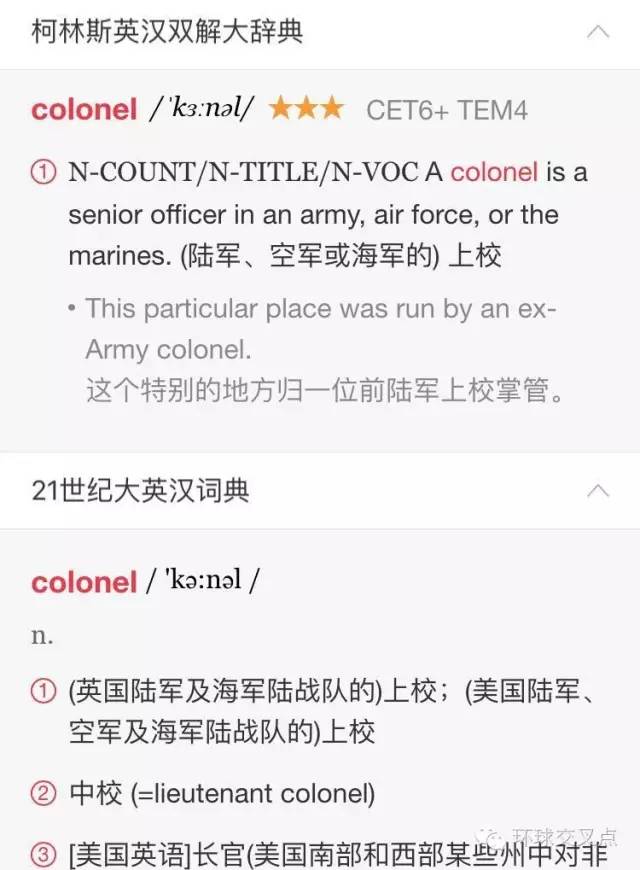 柯林斯英汉双解大辞典
colonel /ˈkɜːnəl/ ★★★ CET6+ TEM4
① N-COUNT/N-TITLE/N-VOC A colonel is a
senior officer in an army, air force, or the
marines. (陆军、空军或海军的) 上校
• This particular place was run by an ex-
Army colonel.
这个特别的地方归一位前陆军上校掌管。
21世纪大英汉词典
colonel / 'kə:nəl /
n.
① (英国陆军及海军陆战队的)上校；(美国陆军、
空军及海军陆战队的)上校
② 中校 (=lieutenant colonel)
③ [美国英语]长官(美国南部和西部某些州中对非
环球交叉点